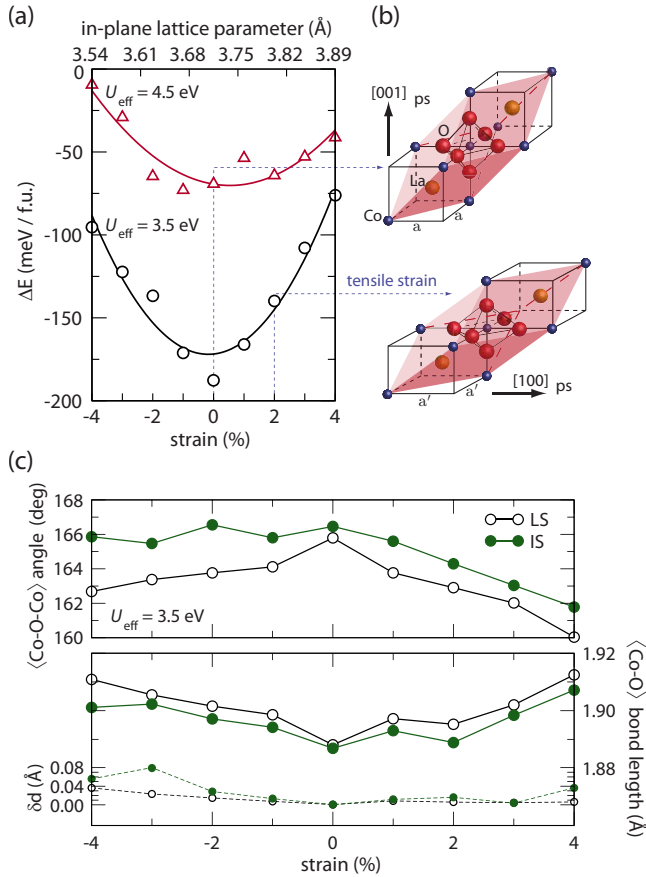 (a)
in-plane lattice parameter (Å)
3.54 3.61 3.68 3.75 3.82 3.89
0
-50
-100
-150
-200
ΔE (meV / f.u.)
U_eff = 4.5 eV
U_eff = 3.5 eV
-4 -2 0 2 4
strain (%)
(b)
[001] ps
O
La
Co
a a
tensile strain
a′ a′
[100] ps
(c)
168
166
164
162
160
⟨Co-O-Co⟩ angle (deg)
LS
IS
U_eff = 3.5 eV
1.92
1.90
1.88
⟨Co-O⟩ bond length (Å)
0.08
0.04
0.00
δd (Å)
-4 -2 0 2 4
strain (%)